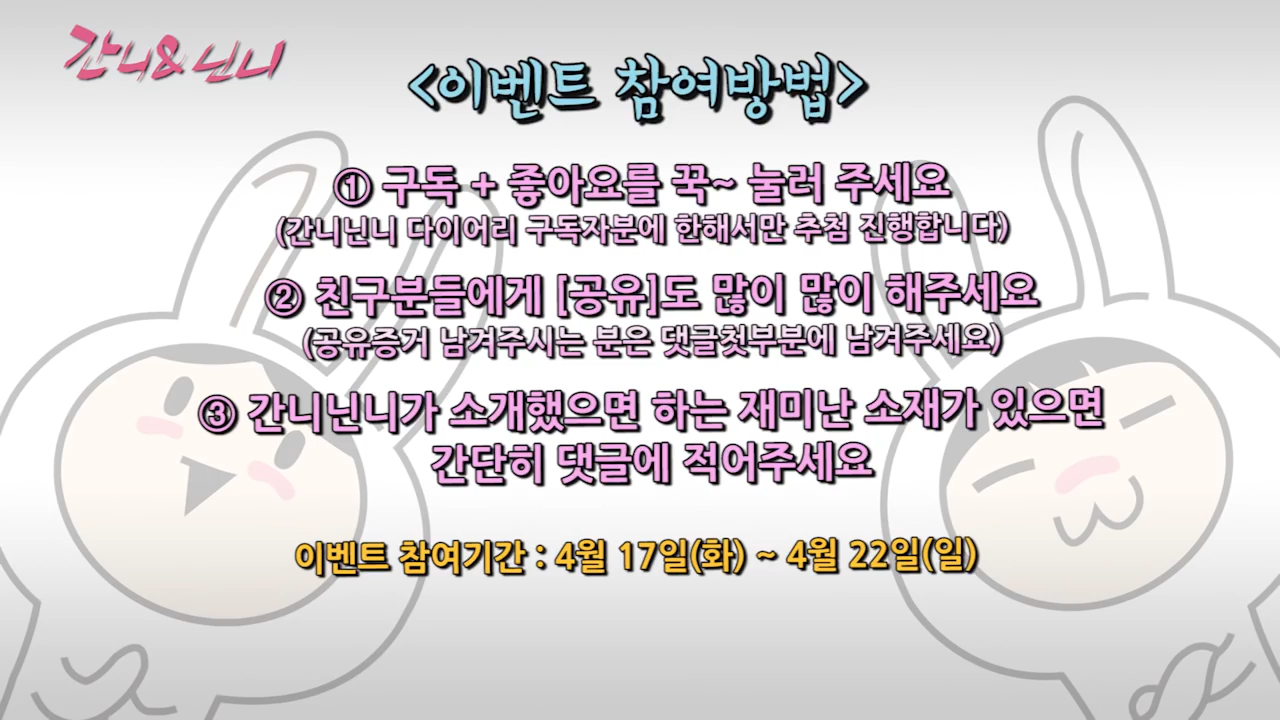 간니&닌니
<이벤트 참여방법>
① 구독 + 좋아요를 꾹~ 눌러 주세요
(간니닌니 다이어리 구독자분에 한해서만 추첨 진행합니다)
② 친구분들에게 [공유]도 많이 많이 해주세요
(공유증거 남겨주시는 분은 댓글첫부분에 남겨주세요)
③ 간니닌니가 소개했으면 하는 재미난 소재가 있으면
간단히 댓글에 적어주세요
이벤트 참여기간 : 4월 17일(화) ~ 4월 22일(일)